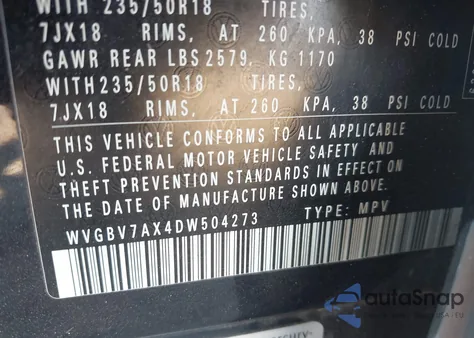 WITH 235/50R18 TIRES,
7JX18 RIMS, AT 260 KPA, 38 PSI COLD
GAWR REAR LBS 2579, KG 1170
WITH 235/50R18 TIRES,
7JX18 RIMS, AT 260 KPA, 38 PSI COLD
THIS VEHICLE CONFORMS TO ALL APPLICABLE
U.S. FEDERAL MOTOR VEHICLE SAFETY AND
THEFT PREVENTION STANDARDS IN EFFECT ON
THE DATE OF MANUFACTURE SHOWN ABOVE.
WVGBV7AX4DW504273 TYPE: MPV
autoSnap